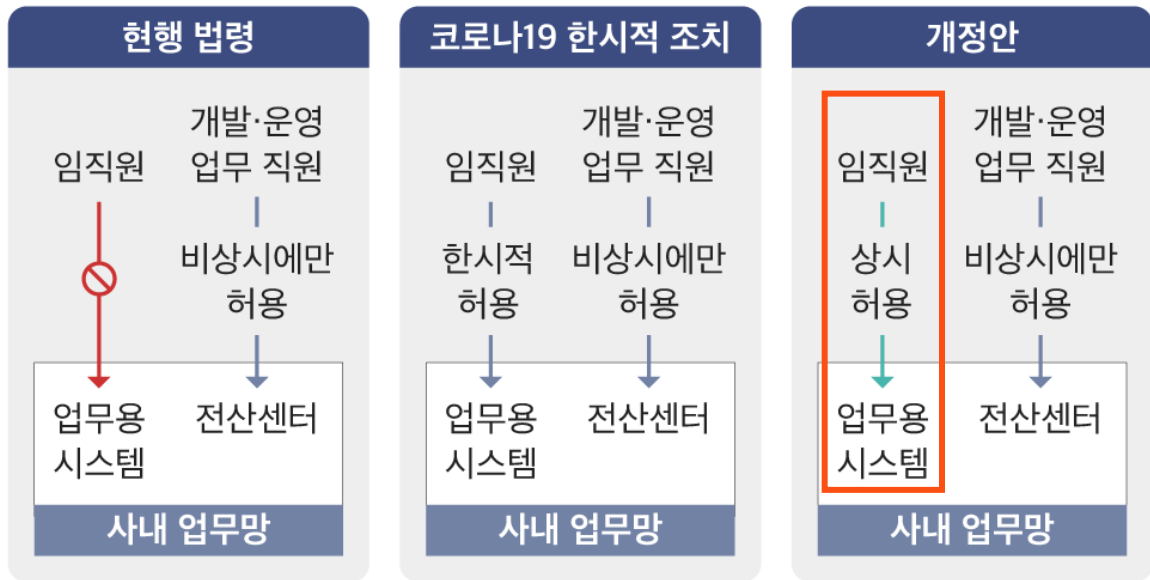 현행 법령
임직원
개발·운영
업무 직원
비상시에만
허용
업무용
시스템
전산센터
사내 업무망
코로나19 한시적 조치
임직원
한시적
허용
개발·운영
업무 직원
비상시에만
허용
업무용
시스템
전산센터
사내 업무망
개정안
임직원
상시
허용
개발·운영
업무 직원
비상시에만
허용
업무용
시스템
전산센터
사내 업무망